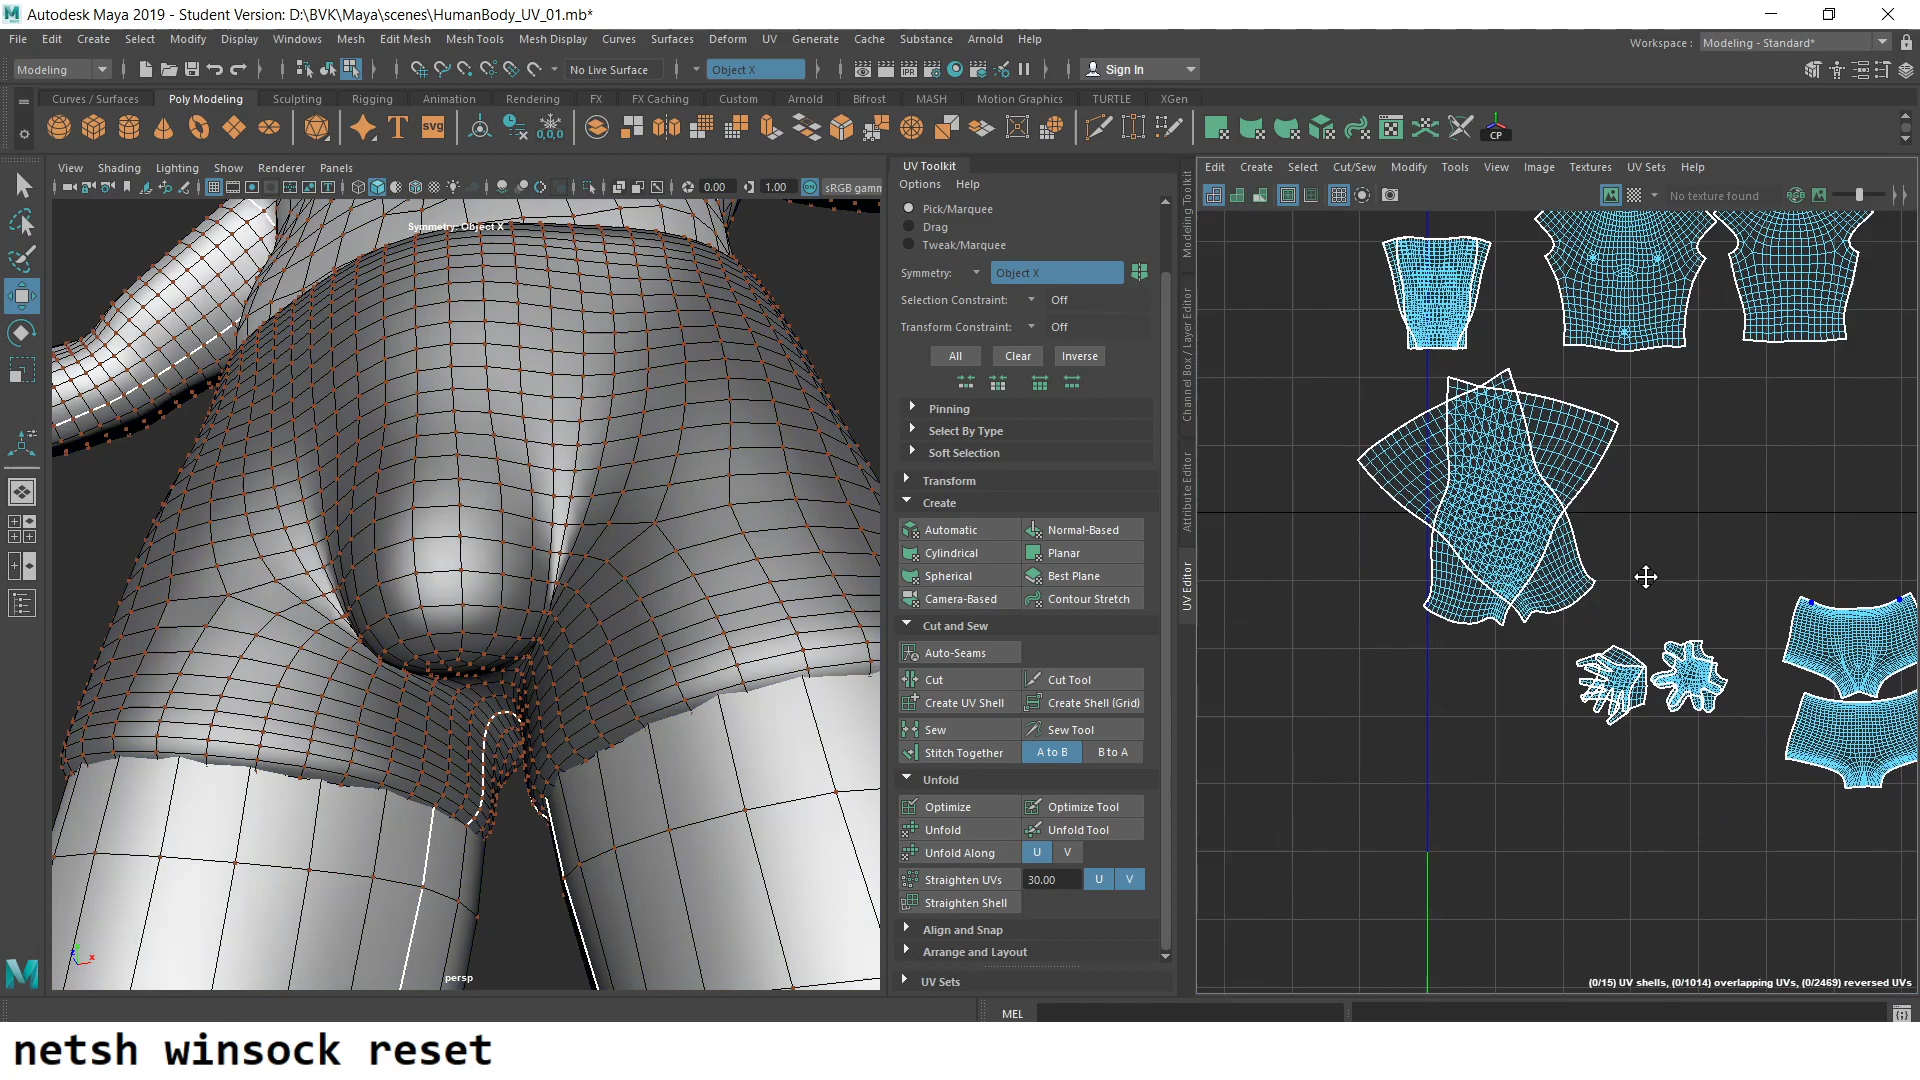 Autodesk Maya 2019 - Student Version: D:\BVK\Maya\scenes\HumanBody_UV_01.mb*
File Edit Create Select Modify Display Windows Mesh Edit Mesh Mesh Tools Mesh Display Curves Surfaces Deform UV Generate Cache Substance Arnold Help
Workspace : Modeling - Standard*
Modeling No Live Surface Object X Sign In
Curves / Surfaces Poly Modeling Sculpting Rigging Animation Rendering FX FX Caching Custom Arnold Bifrost MASH Motion Graphics TURTLE XGen
View Shading Lighting Show Renderer Panels
0.00 1.00 sRGB gamm
Symmetry: Object X
persp
UV Toolkit
Options Help
Pick/Marquee
Drag
Tweak/Marquee
Symmetry: Object X
Selection Constraint: Off
Transform Constraint: Off
All Clear Inverse
Pinning
Select By Type
Soft Selection
Transform
Create
Automatic Normal-Based
Cylindrical Planar
Spherical Best Plane
Camera-Based Contour Stretch
Cut and Sew
Auto-Seams
Cut Cut Tool
Create UV Shell Create Shell (Grid)
Sew Sew Tool
Stitch Together A to B B to A
Unfold
Optimize Optimize Tool
Unfold Unfold Tool
Unfold Along U V
Straighten UVs 30.00 U V
Straighten Shell
Align and Snap
Arrange and Layout
UV Sets
Modeling Toolkit
Channel Box / Layer Editor
Attribute Editor
UV Editor
Edit Create Select Cut/Sew Modify Tools View Image Textures UV Sets Help
No texture found
(0/15) UV shells, (0/1014) overlapping UVs, (0/2469) reversed UVs
MEL
netsh winsock reset